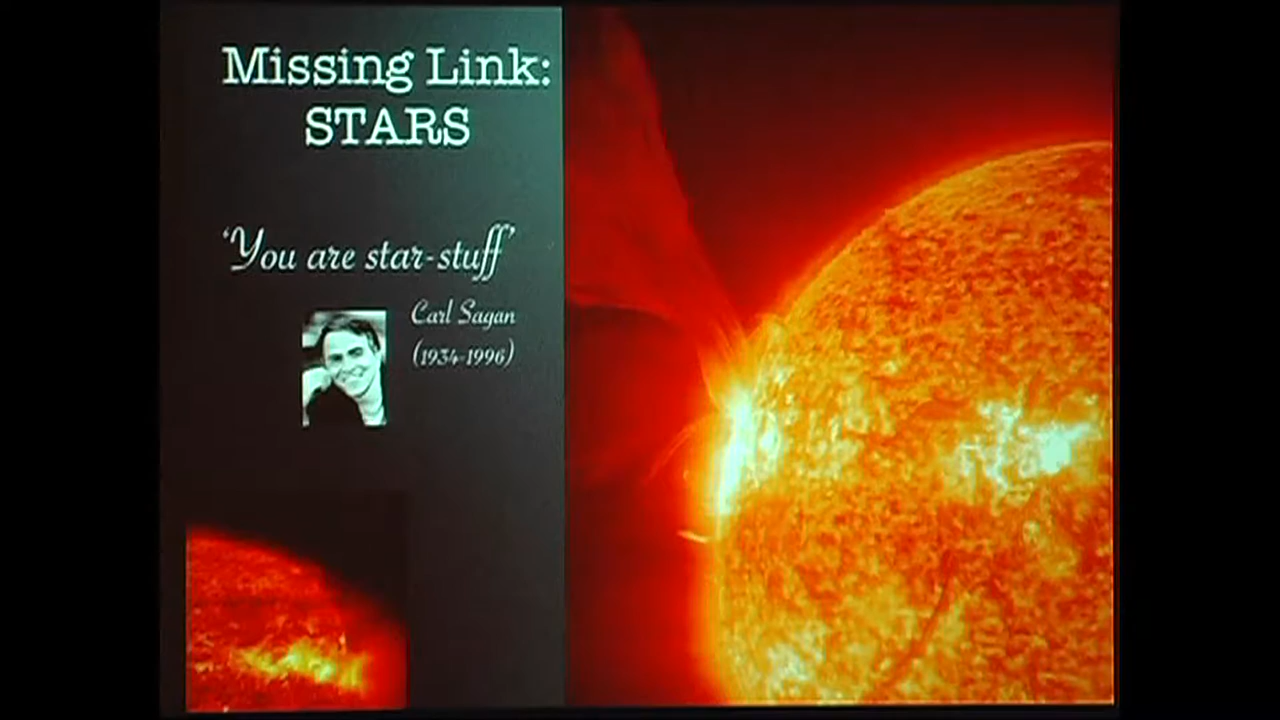 Missing Link:
STARS
‘You are star-stuff’
Carl Sagan
(1934-1996)